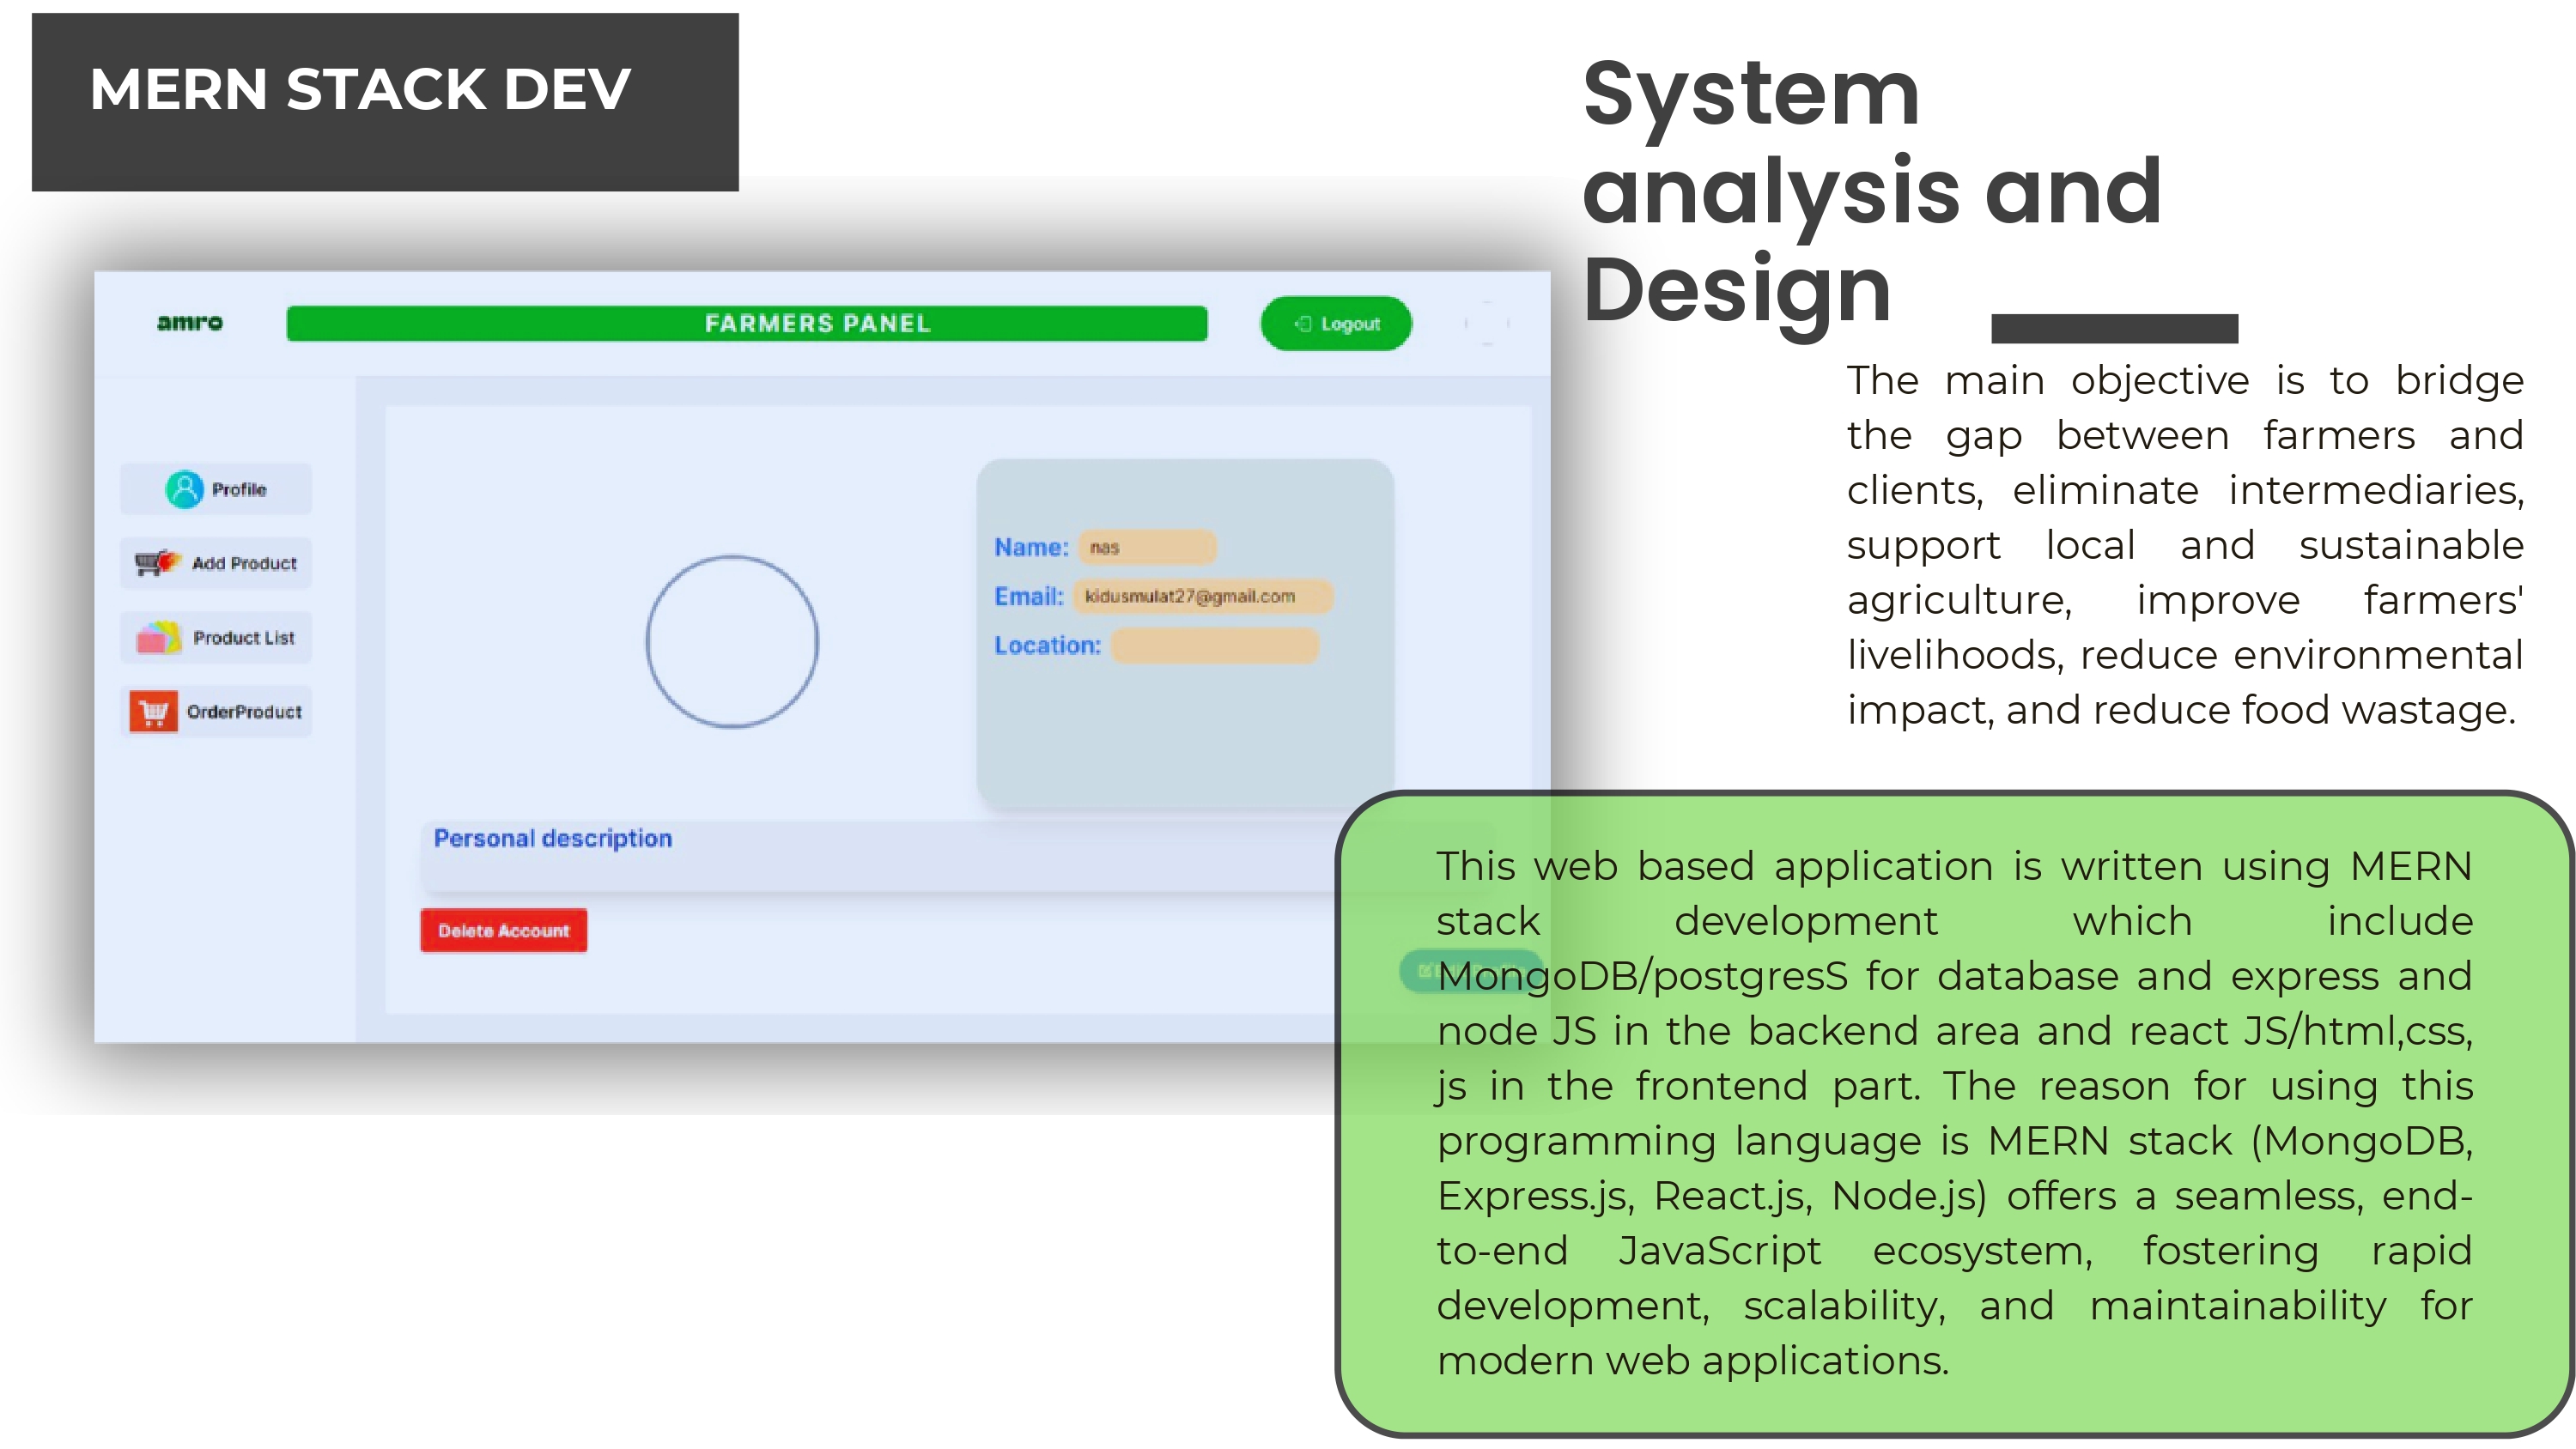 MERN STACK DEV
System
analysis and
Design
amro
FARMERS PANEL
Logout
Profile
Add Product
Product List
OrderProduct
Name: nas
Email: kidusmulat27@gmail.com
Location:
Personal description
Delete Account
The main objective is to bridge
the gap between farmers and
clients, eliminate intermediaries,
support local and sustainable
agriculture, improve farmers'
livelihoods, reduce environmental
impact, and reduce food wastage.
This web based application is written using MERN
stack development which include
MongoDB/postgresS for database and express and
node JS in the backend area and react JS/html,css,
js in the frontend part. The reason for using this
programming language is MERN stack (MongoDB,
Express.js, React.js, Node.js) offers a seamless, end-
to-end JavaScript ecosystem, fostering rapid
development, scalability, and maintainability for
modern web applications.